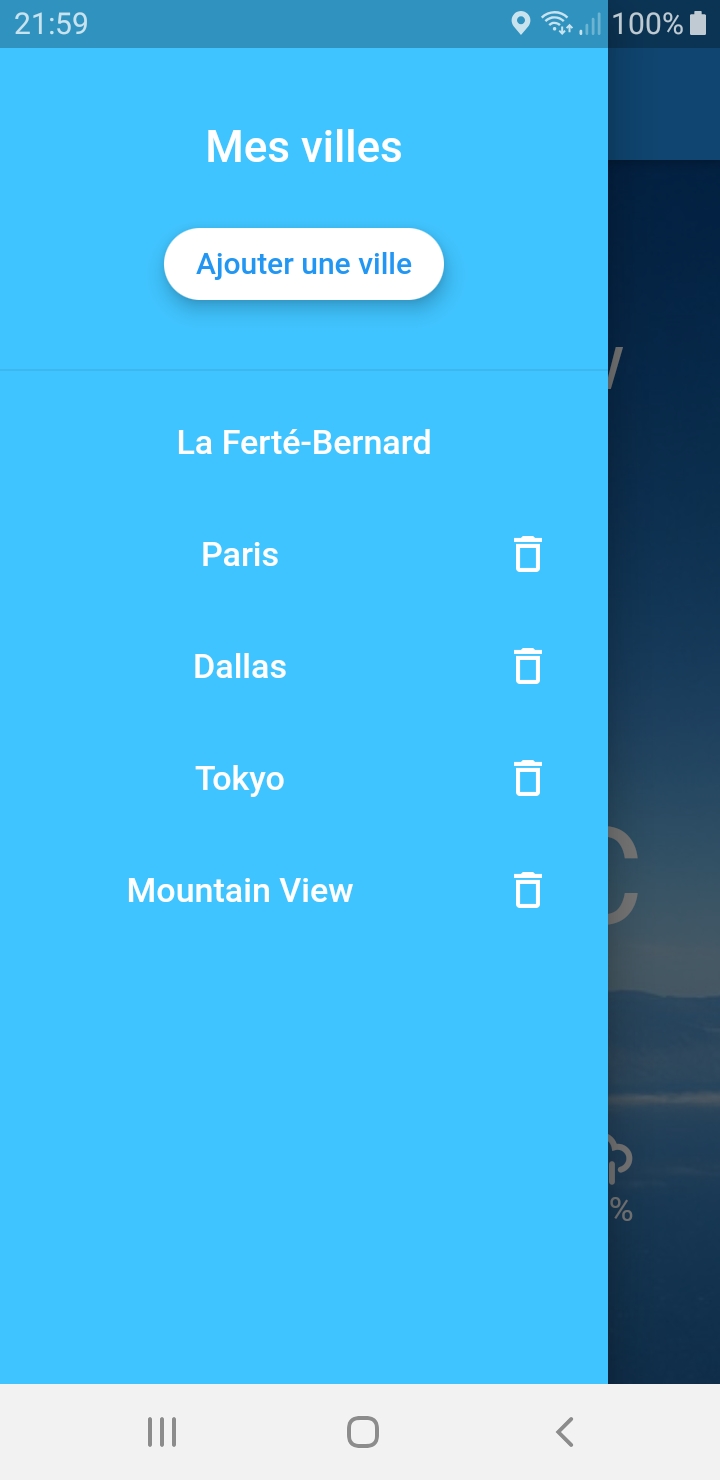 21:59
100%
Mes villes
Ajouter une ville
La Ferté-Bernard
Paris
Dallas
Tokyo
Mountain View
C
%